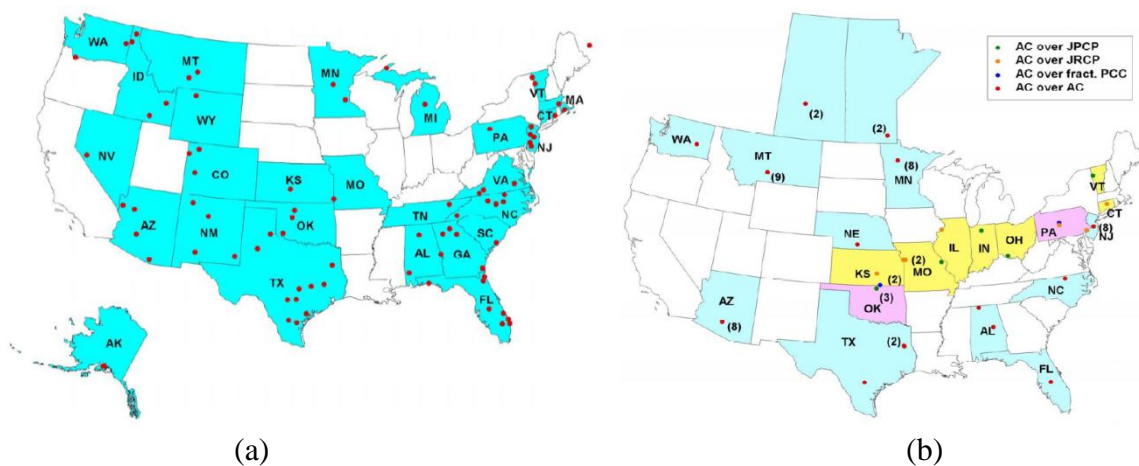 WA
MT
ID
WY
NV
CO
AZ
NM
KS
OK
TX
MO
MN
MI
VT
MA
CT
PA
NJ
VA
TN
NC
SC
AL
GA
FL
AK
(a)
AC over JPCP
AC over JRCP
AC over fract. PCC
AC over AC
(2)
(2)
WA
MT
(9)
(8)
MN
VT
CT
PA
(8)
NJ
NE
IL
IN
OH
(2)
MO
KS
(2)
(3)
OK
AZ
(8)
NC
TX
(2)
AL
FL
(b)